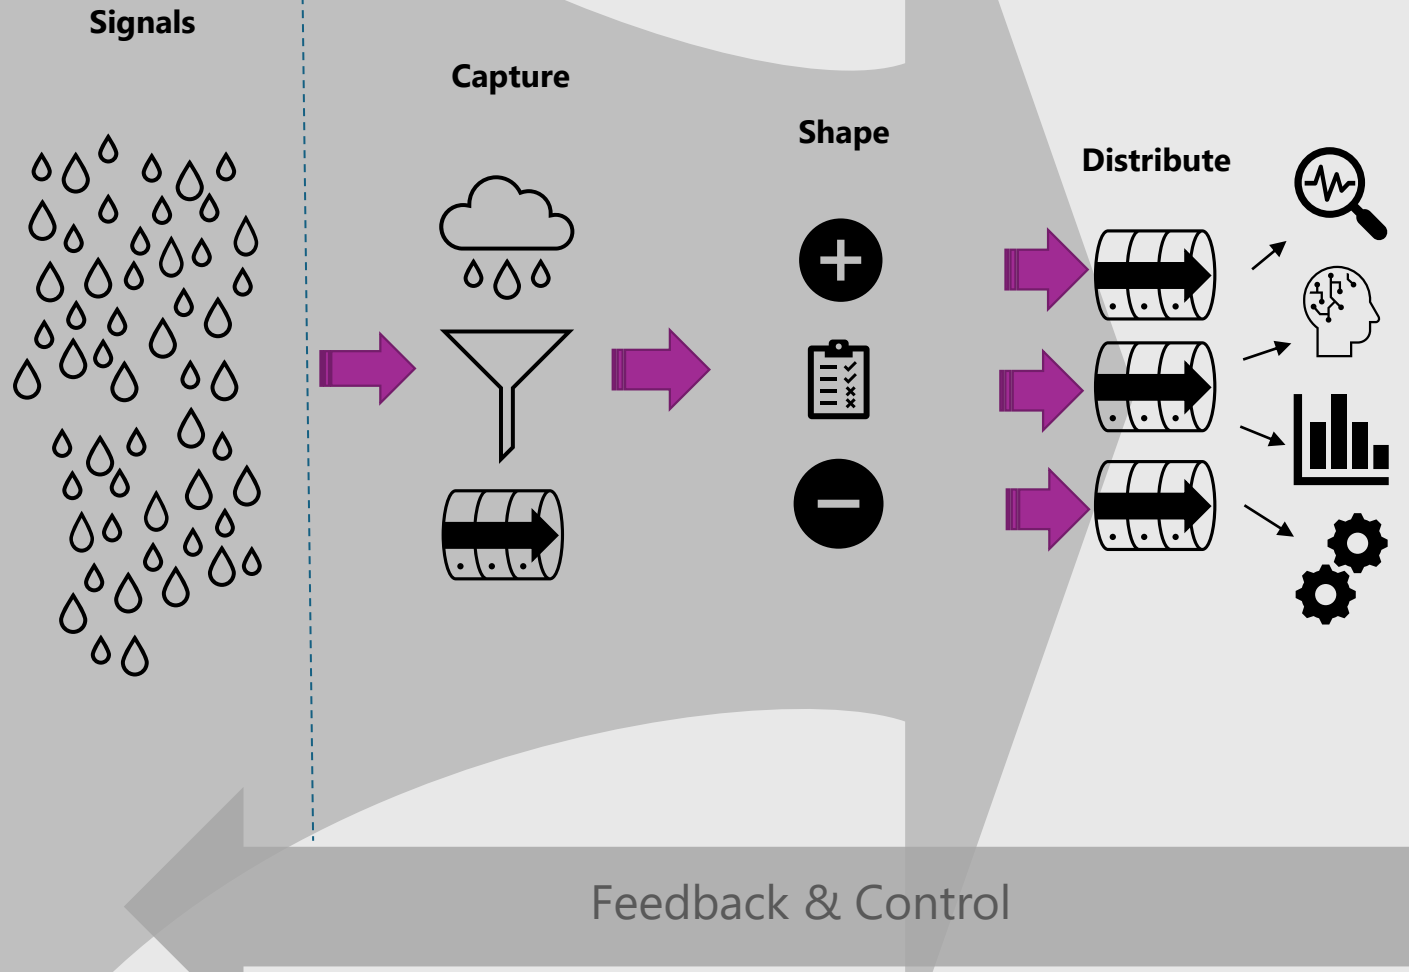 Signals
Capture
Shape
Distribute
Feedback & Control